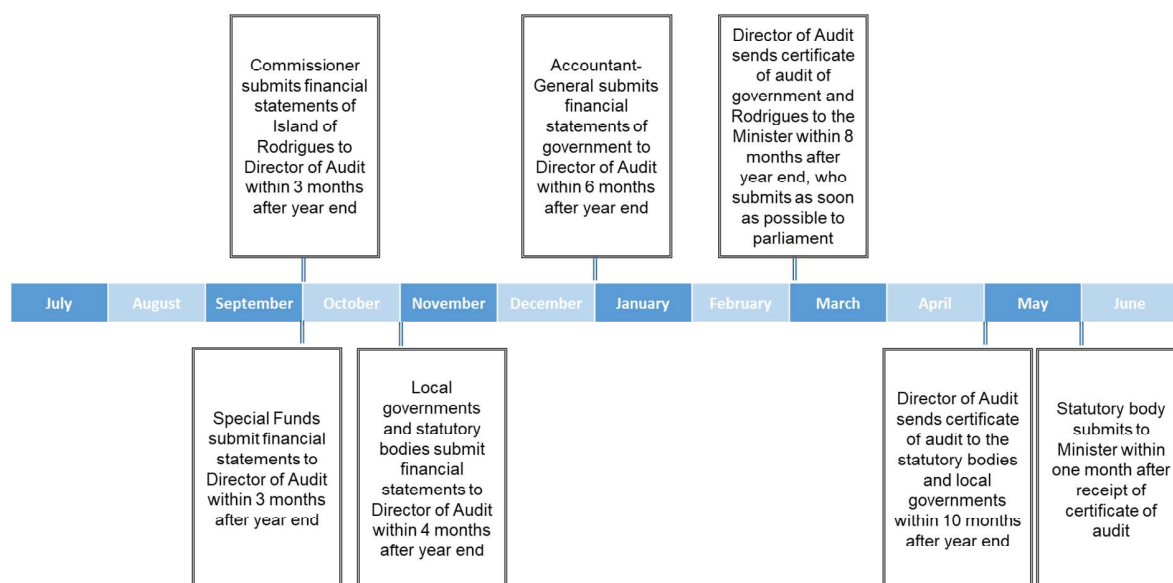 Commissioner
submits financial
statements of
Island of
Rodrigues to
Director of Audit
within 3 months
after year end
Accountant-
General submits
financial
statements of
government to
Director of Audit
within 6 months
after year end
Director of Audit
sends certificate
of audit of
government and
Rodrigues to the
Minister within 8
months after
year end, who
submits as soon
as possible to
parliament
July August September October November December January February March April May June
Special Funds
submit financial
statements to
Director of Audit
within 3 months
after year end
Local
governments
and statutory
bodies submit
financial
statements to
Director of Audit
within 4 months
after year end
Director of Audit
sends certificate
of audit to the
statutory bodies
and local
governments
within 10 months
after year end
Statutory body
submits to
Minister within
one month after
receipt of
certificate of
audit